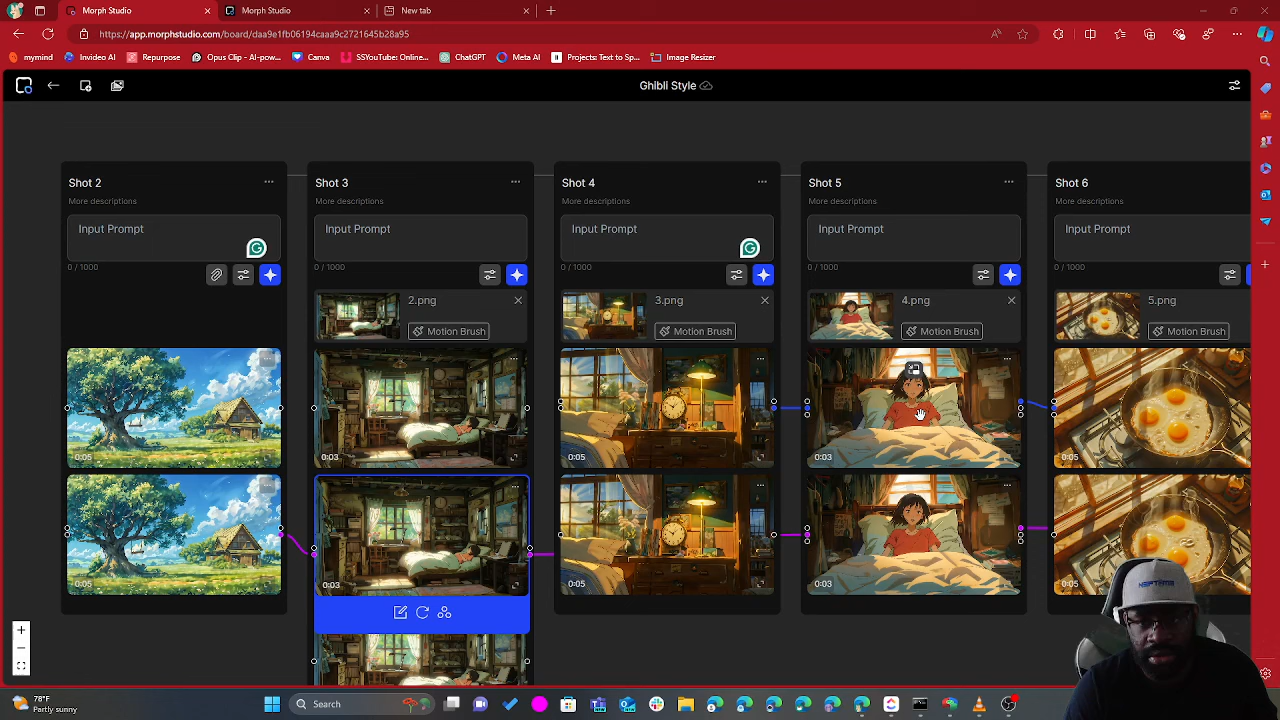 Morph Studio
Morph Studio
New tab
https://app.morphstudio.com/board/daa9e1fb06194caaa9c2721645b28a95
mymind
Invideo AI
Repurpose
Opus Clip - AI-pow...
Canva
SSYouTube: Online...
ChatGPT
Meta AI
Projects: Text to Sp...
Image Resizer
Ghibli Style
Shot 2
More descriptions
Input Prompt
0 / 1000
0:05
0:05
Shot 3
More descriptions
Input Prompt
0 / 1000
2.png
Motion Brush
0:03
0:03
Shot 4
More descriptions
Input Prompt
0 / 1000
3.png
Motion Brush
0:05
0:05
Shot 5
More descriptions
Input Prompt
0 / 1000
4.png
Motion Brush
0:03
0:03
Shot 6
More descriptions
Input Prompt
0 / 1000
5.png
Motion Brush
0:05
0:05
78°F
Partly sunny
Search